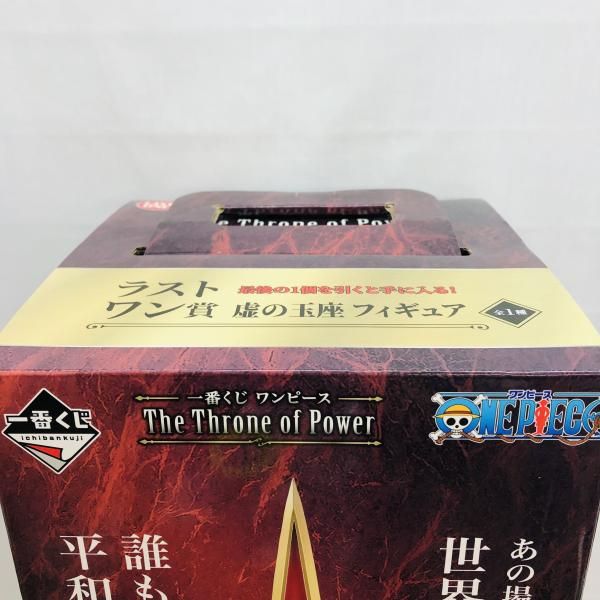 he Throne of Pow
ラスト
ワン賞
最後の1個を引くと手に入る!
虚の玉座 フィギュア
全1種
一番くじ
ichibankuji
一番くじ ワンピース
The Throne of Power
ワンピース
ONE PIECE
あの場
世界
誰も
平和